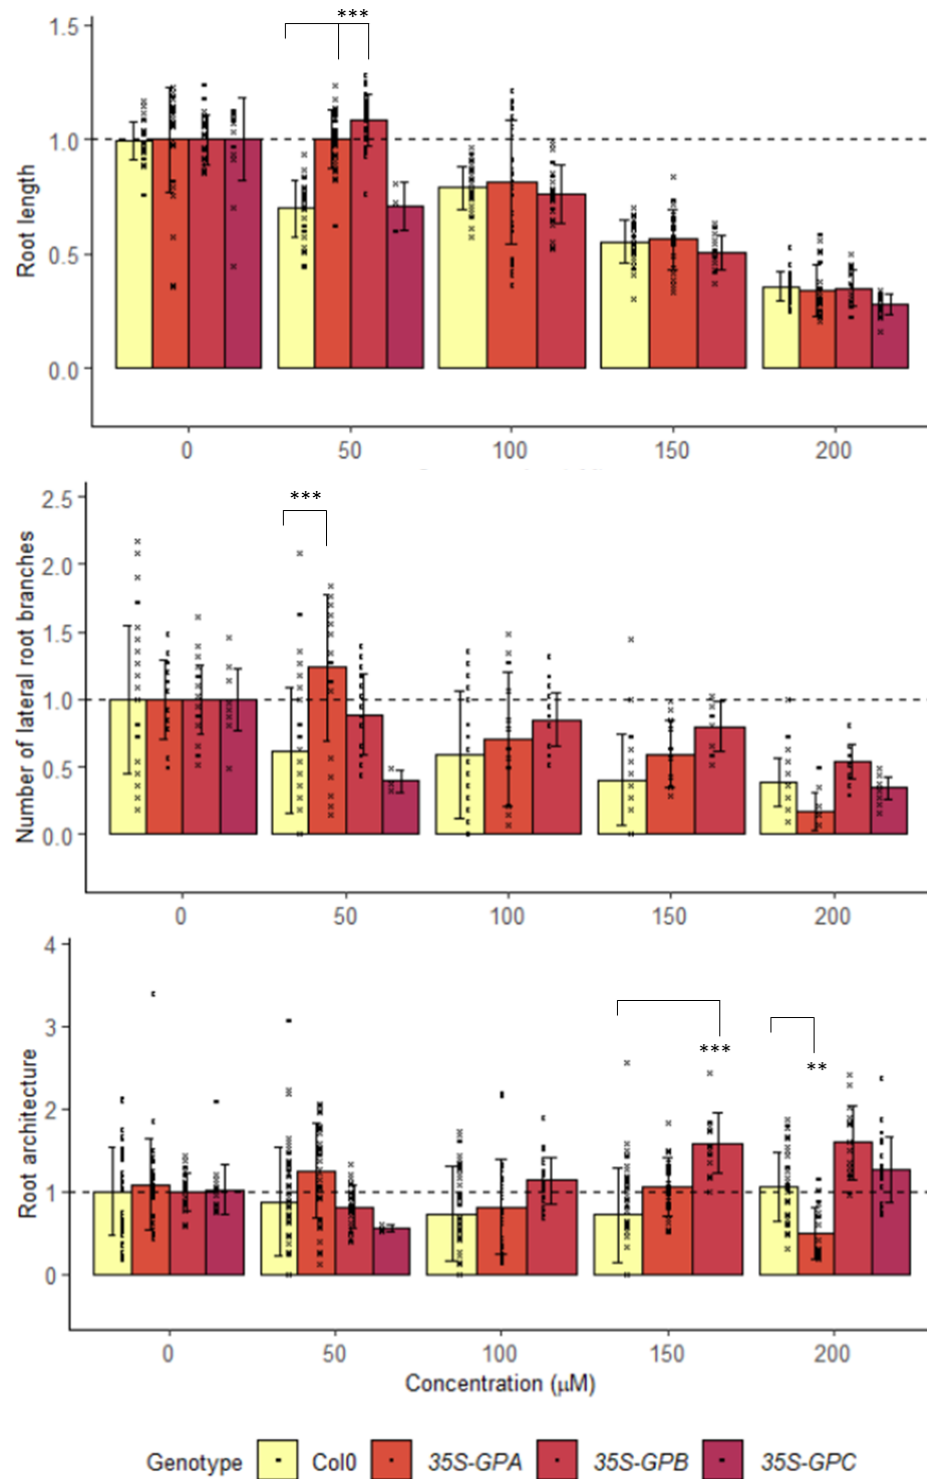 ***
1.5
1.0
0.5
0.0
Root length
0 50 100 150 200
***
2.5
2.0
1.5
1.0
0.5
0.0
Number of lateral root branches
0 50 100 150 200
4
3
2
1
0
Root architecture
***
**
0 50 100 150 200
Concentration (μM)
Genotype Col0 35S-GPA 35S-GPB 35S-GPC